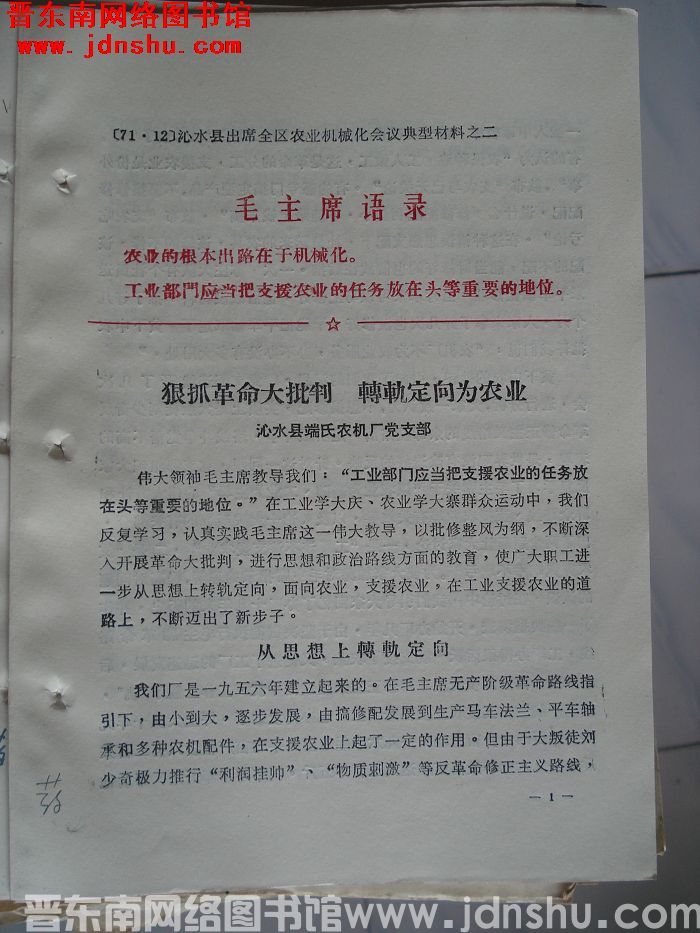 晋东南网络图书馆
www.jdnshu.com
〔71·12〕沁水县出席全区农业机械化会议典型材料之二
毛主席语录
农业的根本出路在于机械化。
工业部門应当把支援农业的任务放在头等重要的地位。
狠抓革命大批判 轉軌定向为农业
沁水县端氏农机厂党支部
伟大领袖毛主席教导我们：“工业部门应当把支援农业的任务放
在头等重要的地位。”在工业学大庆、农业学大寨群众运动中，我们
反复学习，认真实践毛主席这一伟大教导，以批修整风为纲，不断深
入开展革命大批判，进行思想和政治路线方面的教育，使广大职工进
一步从思想上转轨定向，面向农业，支援农业，在工业支援农业的道
路上，不断迈出了新步子。
从思想上轉軌定向
我们厂是一九五六年建立起来的。在毛主席无产阶级革命路线指
引下，由小到大，逐步发展，由搞修配发展到生产马车法兰、平车轴
承和多种农机配件，在支援农业上起了一定的作用。但由于大叛徒刘
少奇极力推行“利润挂帅”、“物质刺激”等反革命修正主义路线，
— 1 —
晋东南网络图书馆www.jdnshu.com